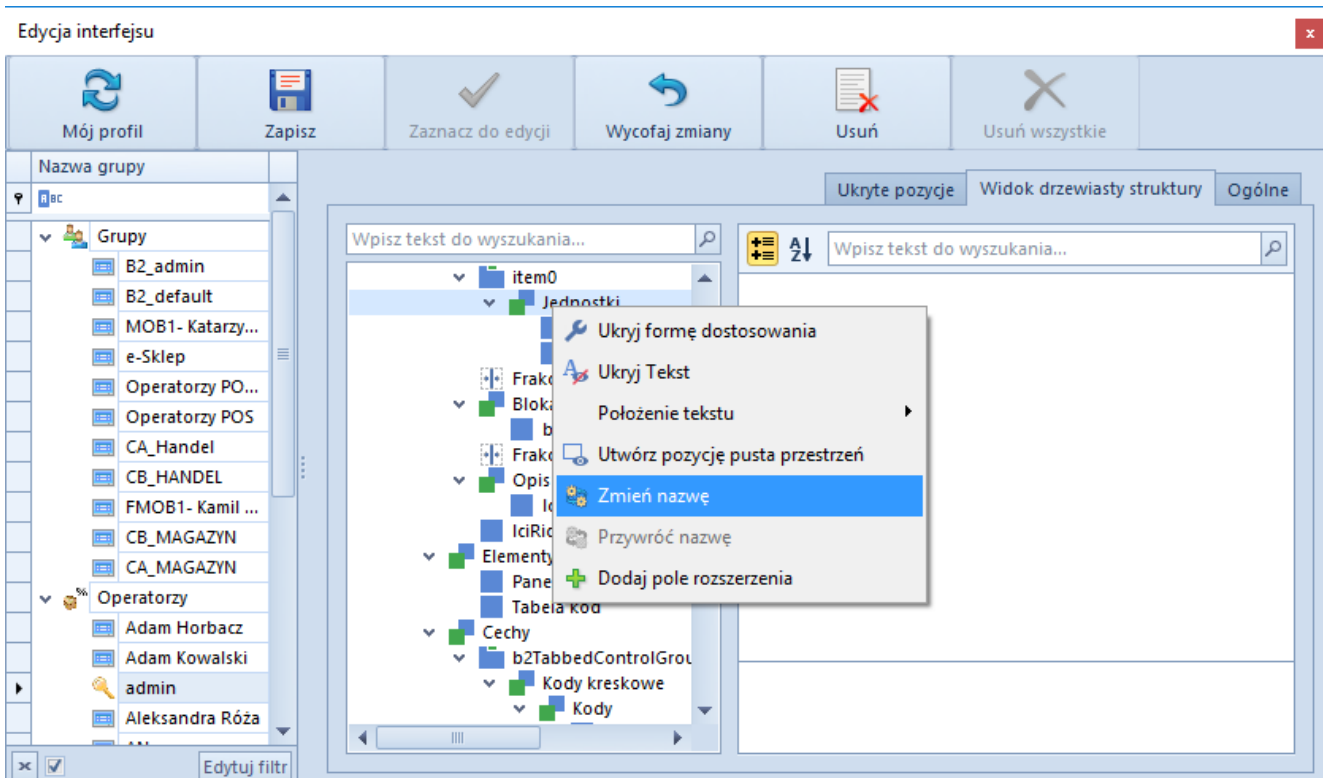 Edycja interfejsu
x
Mój profil
Zapisz
Zaznacz do edycji
Wycofaj zmiany
Usuń
Usuń wszystkie
Nazwa grupy
ABC
Grupy
B2_admin
B2_default
MOB1- Katarzy...
e-Sklep
Operatorzy PO...
Operatorzy POS
CA_Handel
CB_HANDEL
FMOB1- Kamil ...
CB_MAGAZYN
CA_MAGAZYN
Operatorzy
Adam Horbacz
Adam Kowalski
admin
Aleksandra Róża
Edytuj filtr
Ukryte pozycje
Widok drzewiasty struktury
Ogólne
Wpisz tekst do wyszukania...
item0
Jednostki
Opis
Elementy
Cechy
b2TabbedControlGrou
Kody kreskowe
Kody
Ukryj formę dostosowania
Ukryj Tekst
Położenie tekstu
Utwórz pozycję pusta przestrzeń
Zmień nazwę
Przywróć nazwę
Dodaj pole rozszerzenia
Wpisz tekst do wyszukania...